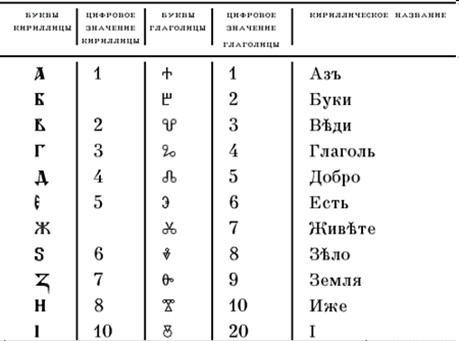 БУКВЫ КИРИЛЛИЦЫ | ЦИФРОВОЕ ЗНАЧЕНИЕ КИРИЛЛИЦЫ | БУКВЫ ГЛАГОЛИЦЫ | ЦИФРОВОЕ ЗНАЧЕНИЕ ГЛАГОЛИЦЫ | КИРИЛЛИЧЕСКОЕ НАЗВАНИЕ
А 1 Ⰰ 1 Азъ
Б Ⰱ 2 Буки
В 2 Ⰲ 3 Вѣди
Г 3 Ⰳ 4 Глаголь
Д 4 Ⰴ 5 Добро
Є 5 Ⰵ 6 Есть
Ж Ⰶ 7 Живѣте
Ѕ 6 Ⰷ 8 Зѣло
Ꙁ 7 Ⰸ 9 Земля
Н 8 Ⰺ 10 Иже
І 10 Ⰻ 20 І